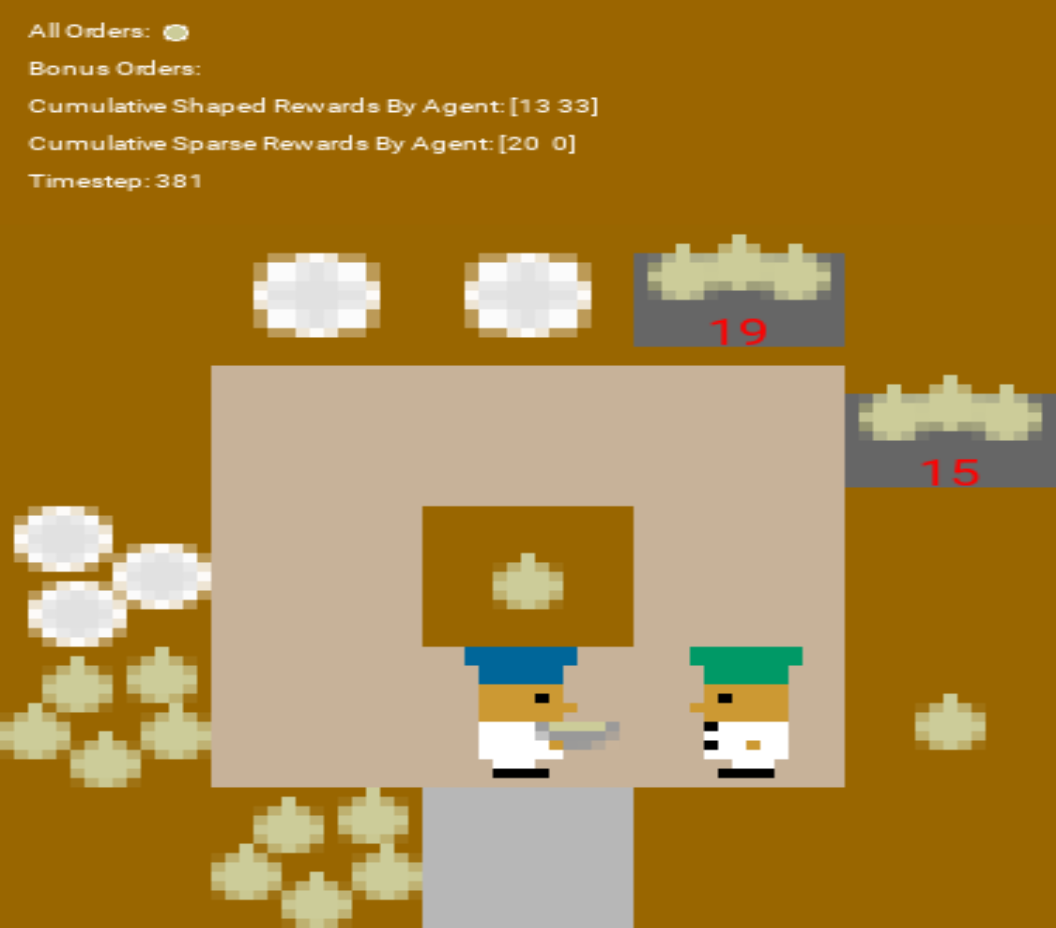 All Orders:
Bonus Orders:
Cumulative Shaped Rewards By Agent: [13 33]
Cumulative Sparse Rewards By Agent: [20  0]
Timestep: 381
19
15